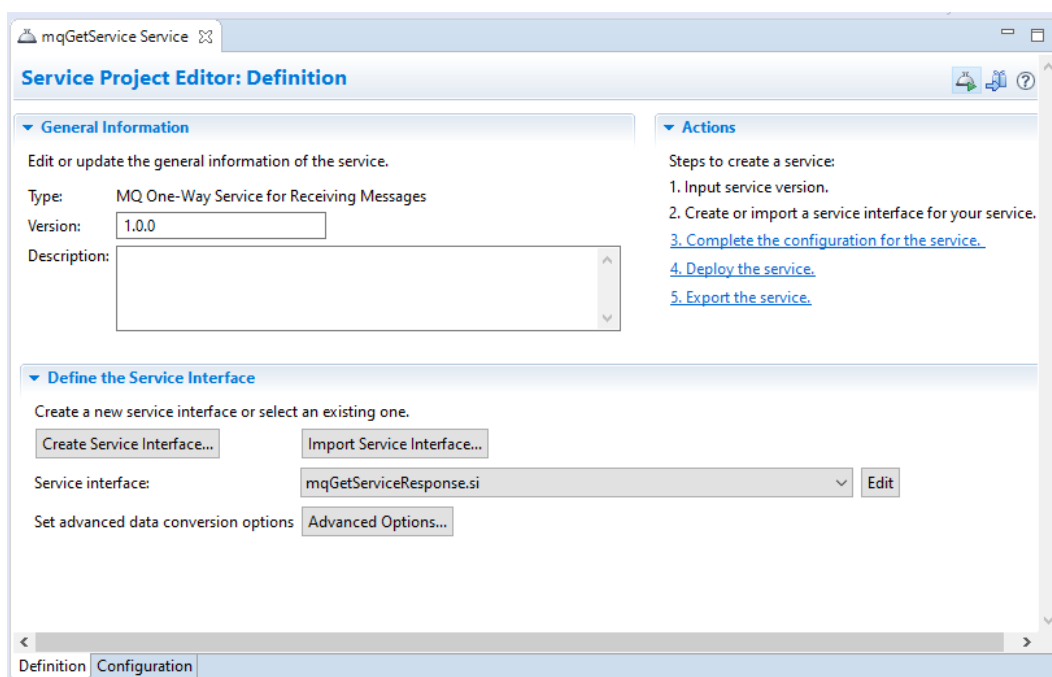 mqGetService Service
Service Project Editor: Definition
General Information
Edit or update the general information of the service.
Type: MQ One-Way Service for Receiving Messages
Version: 1.0.0
Description:
Actions
Steps to create a service:
1. Input service version.
2. Create or import a service interface for your service.
3. Complete the configuration for the service.
4. Deploy the service.
5. Export the service.
Define the Service Interface
Create a new service interface or select an existing one.
Create Service Interface... Import Service Interface...
Service interface: mqGetServiceResponse.si Edit
Set advanced data conversion options Advanced Options...
Definition Configuration